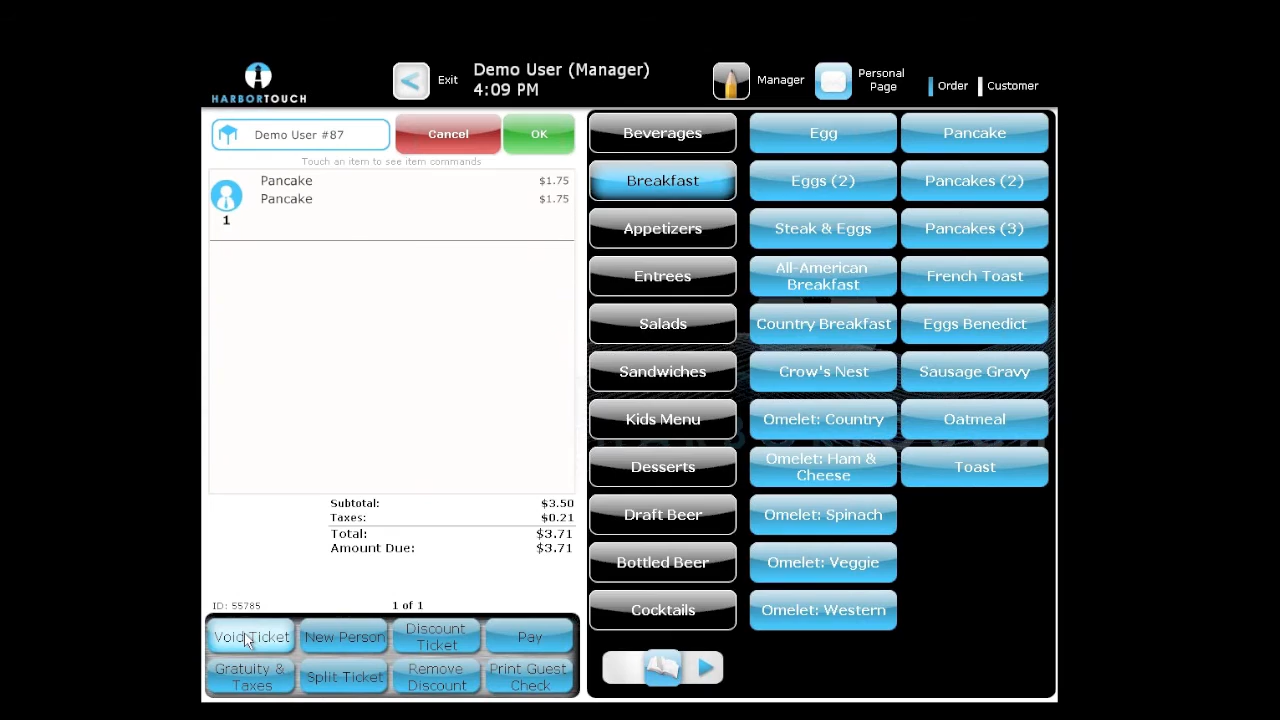 HARBORTOUCH
Exit
Demo User (Manager)
4:09 PM
Manager
Personal
Page
Order
Customer
Demo User #87
Cancel
OK
Touch an item to see item commands
Pancake $1.75
Pancake $1.75
1
Subtotal: $3.50
Taxes: $0.21
Total: $3.71
Amount Due: $3.71
ID: 55785
1 of 1
Void Ticket
New Person
Discount
Ticket
Pay
Gratuity &
Taxes
Split Ticket
Remove
Discount
Print Guest
Check
Beverages
Breakfast
Appetizers
Entrees
Salads
Sandwiches
Kids Menu
Desserts
Draft Beer
Bottled Beer
Cocktails
Egg
Eggs (2)
Steak & Eggs
All-American
Breakfast
Country Breakfast
Crow's Nest
Omelet: Country
Omelet: Ham &
Cheese
Omelet: Spinach
Omelet: Veggie
Omelet: Western
Pancake
Pancakes (2)
Pancakes (3)
French Toast
Eggs Benedict
Sausage Gravy
Oatmeal
Toast